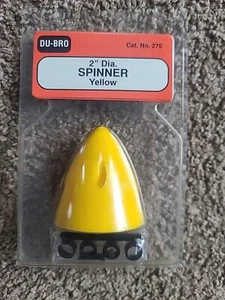 DU-BRO
Cat. No. 275
2" Dia.
SPINNER
Yellow